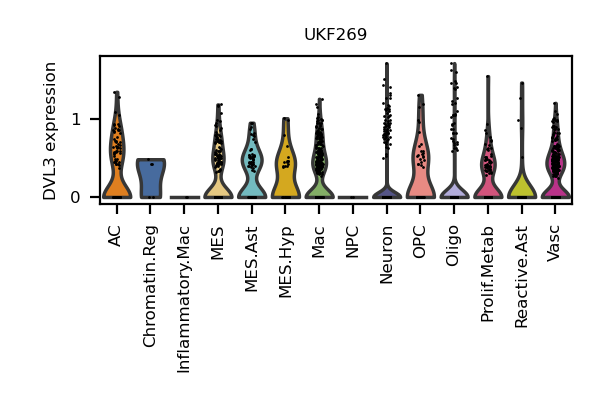 UKF269
DVL3 expression
1
0
AC
Chromatin.Reg
Inflammatory.Mac
MES
MES.Ast
MES.Hyp
Mac
NPC
Neuron
OPC
Oligo
Prolif.Metab
Reactive.Ast
Vasc